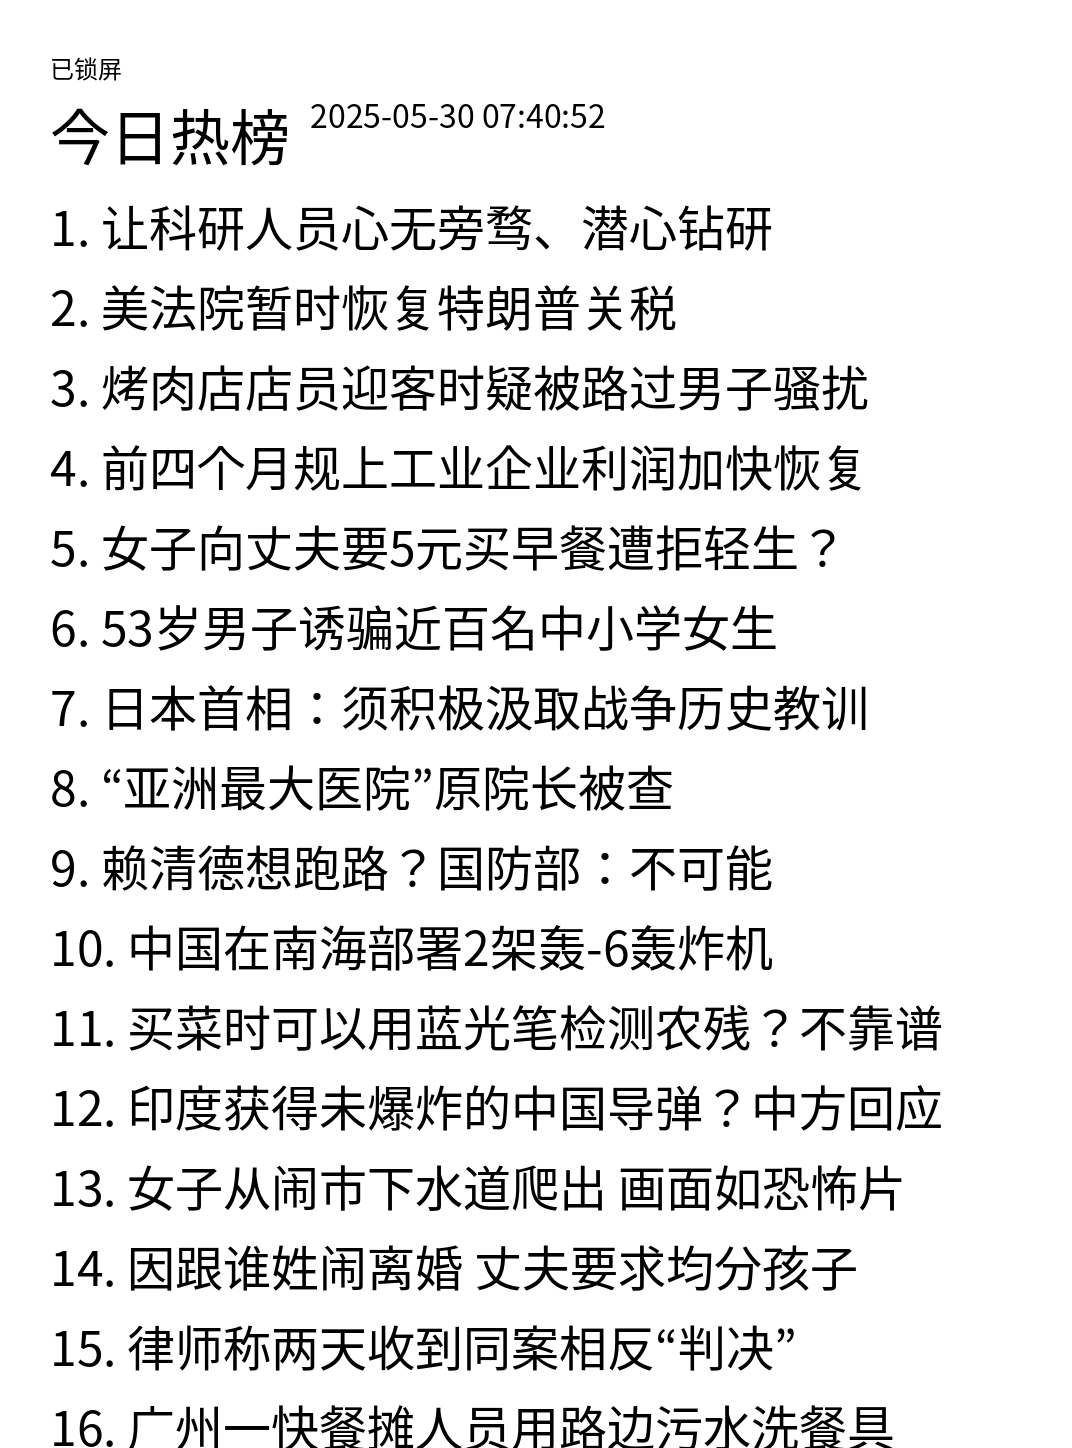 已锁屏
今日热榜 2025-05-30 07:40:52
1. 让科研人员心无旁骛、潜心钻研
2. 美法院暂时恢复特朗普关税
3. 烤肉店店员迎客时疑被路过男子骚扰
4. 前四个月规上工业企业利润加快恢复
5. 女子向丈夫要5元买早餐遭拒轻生？
6. 53岁男子诱骗近百名中小学女生
7. 日本首相：须积极汲取战争历史教训
8. “亚洲最大医院”原院长被查
9. 赖清德想跑路？国防部：不可能
10. 中国在南海部署2架轰-6轰炸机
11. 买菜时可以用蓝光笔检测农残？不靠谱
12. 印度获得未爆炸的中国导弹？中方回应
13. 女子从闹市下水道爬出 画面如恐怖片
14. 因跟谁姓闹离婚 丈夫要求均分孩子
15. 律师称两天收到同案相反“判决”
16. 广州一快餐摊人员用路边污水洗餐具